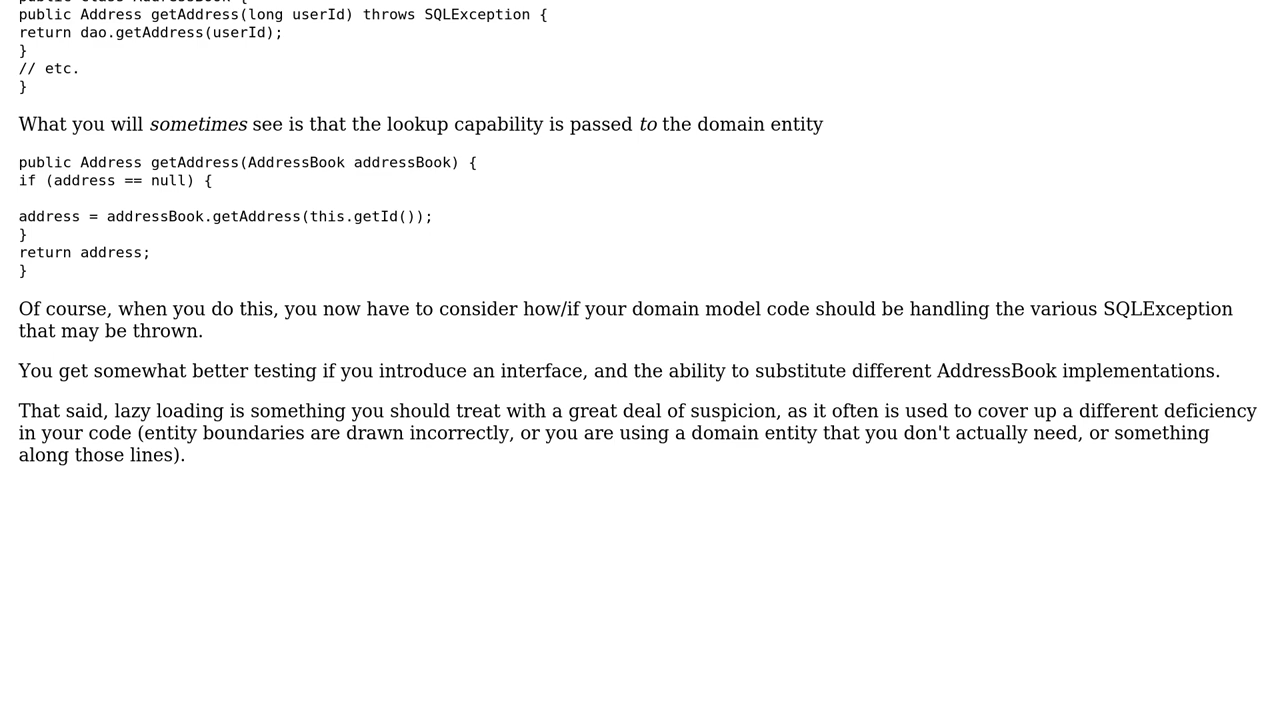 public class AddressBook {
public Address getAddress(long userId) throws SQLException {
return dao.getAddress(userId);
}
// etc.
}
What you will sometimes see is that the lookup capability is passed to the domain entity
public Address getAddress(AddressBook addressBook) {
if (address == null) {
address = addressBook.getAddress(this.getId());
}
return address;
}
Of course, when you do this, you now have to consider how/if your domain model code should be handling the various SQLException
that may be thrown.
You get somewhat better testing if you introduce an interface, and the ability to substitute different AddressBook implementations.
That said, lazy loading is something you should treat with a great deal of suspicion, as it often is used to cover up a different deficiency
in your code (entity boundaries are drawn incorrectly, or you are using a domain entity that you don't actually need, or something
along those lines).